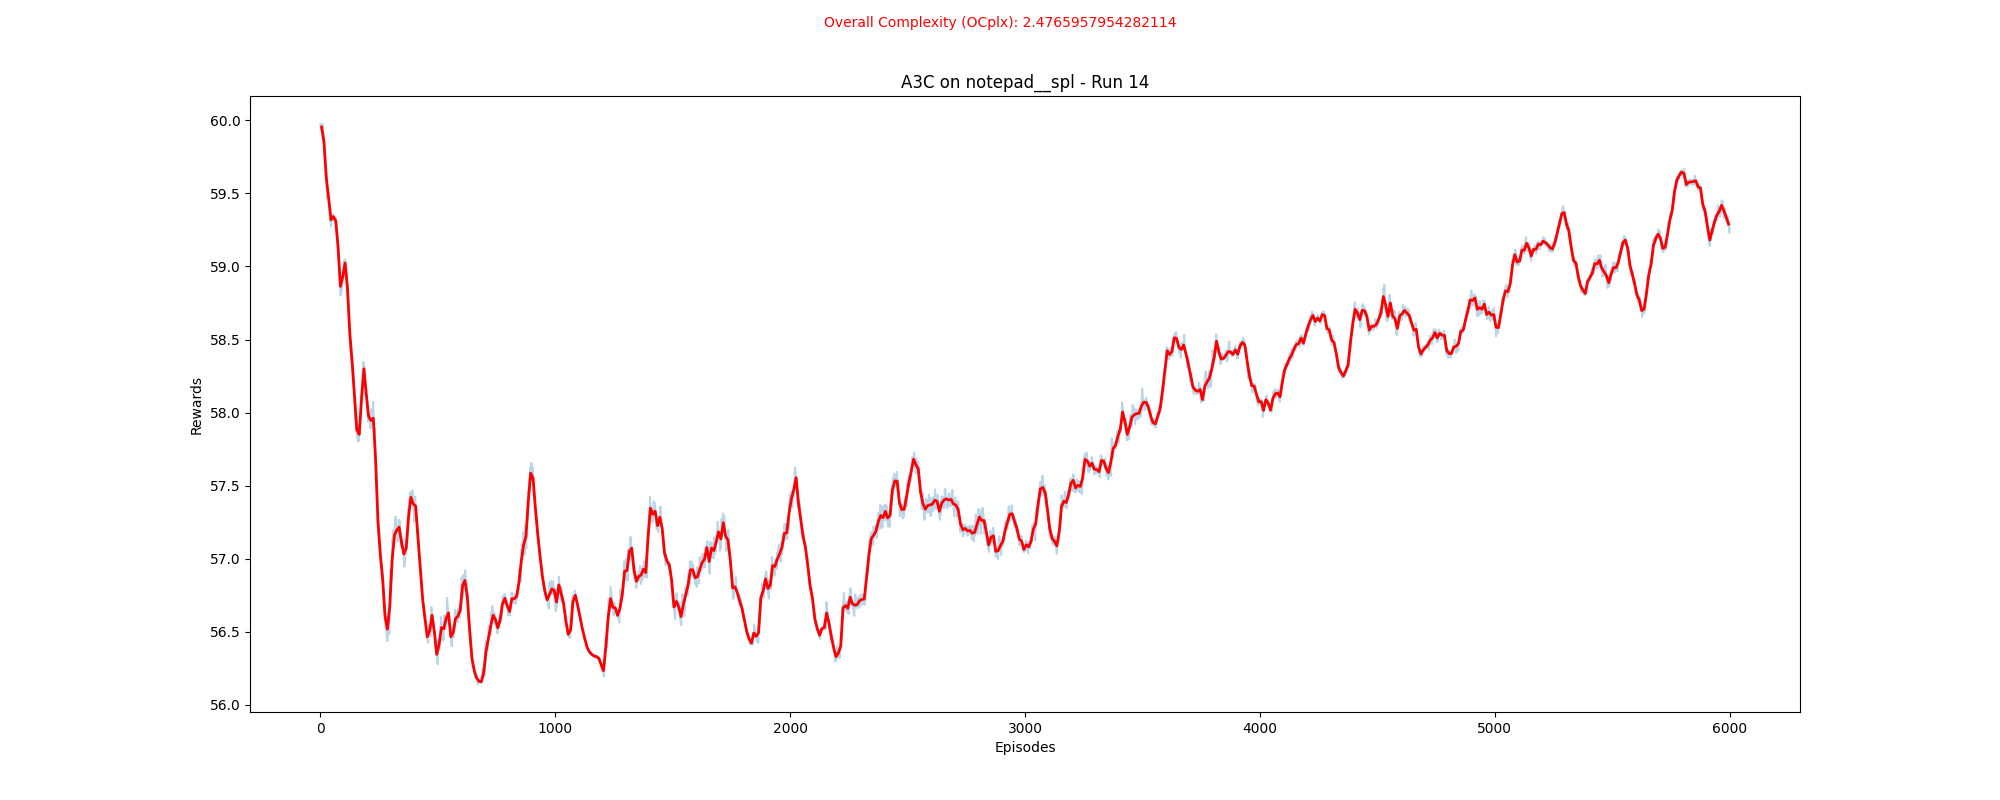 Overall Complexity (OCplx): 2.4765957954282114
A3C on notepad__spl - Run 14
60.0
59.5
59.0
58.5
58.0
57.5
57.0
56.5
56.0
Rewards
0 1000 2000 3000 4000 5000 6000
Episodes